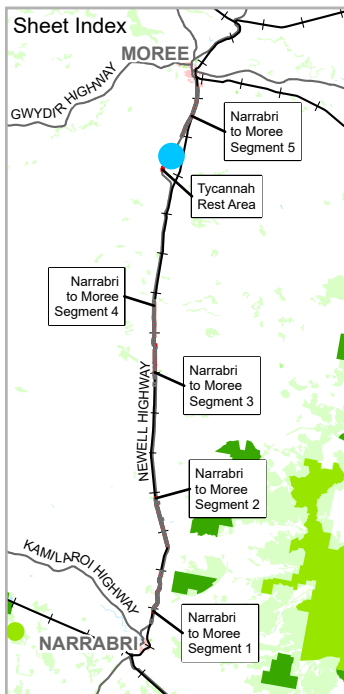 Sheet Index
MOREE
GWYDIR HIGHWAY
Narrabri
to Moree
Segment 5
Tycannah
Rest Area
Narrabri
to Moree
Segment 4
Narrabri
to Moree
Segment 3
NEWELL HIGHWAY
Narrabri
to Moree
Segment 2
KAMILAROI HIGHWAY
Narrabri
to Moree
Segment 1
NARRABRI